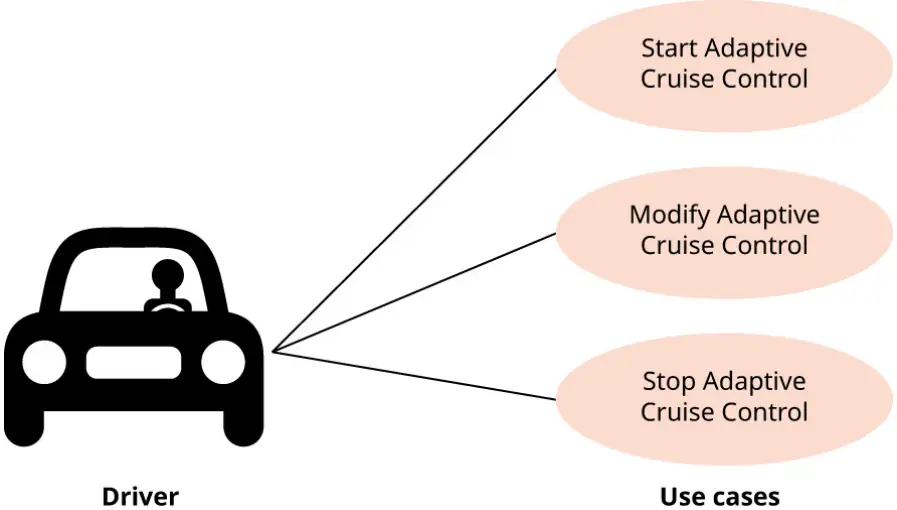 Start Adaptive
Cruise Control
Modify Adaptive
Cruise Control
Stop Adaptive
Cruise Control
Driver
Use cases